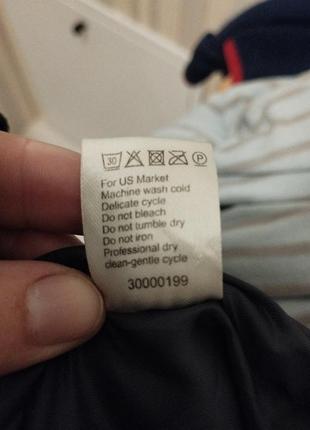 30 P
For US Market
Machine wash cold
Delicate cycle
Do not bleach
Do not tumble dry
Do not iron
Professional dry
clean-gentle cycle
30000199